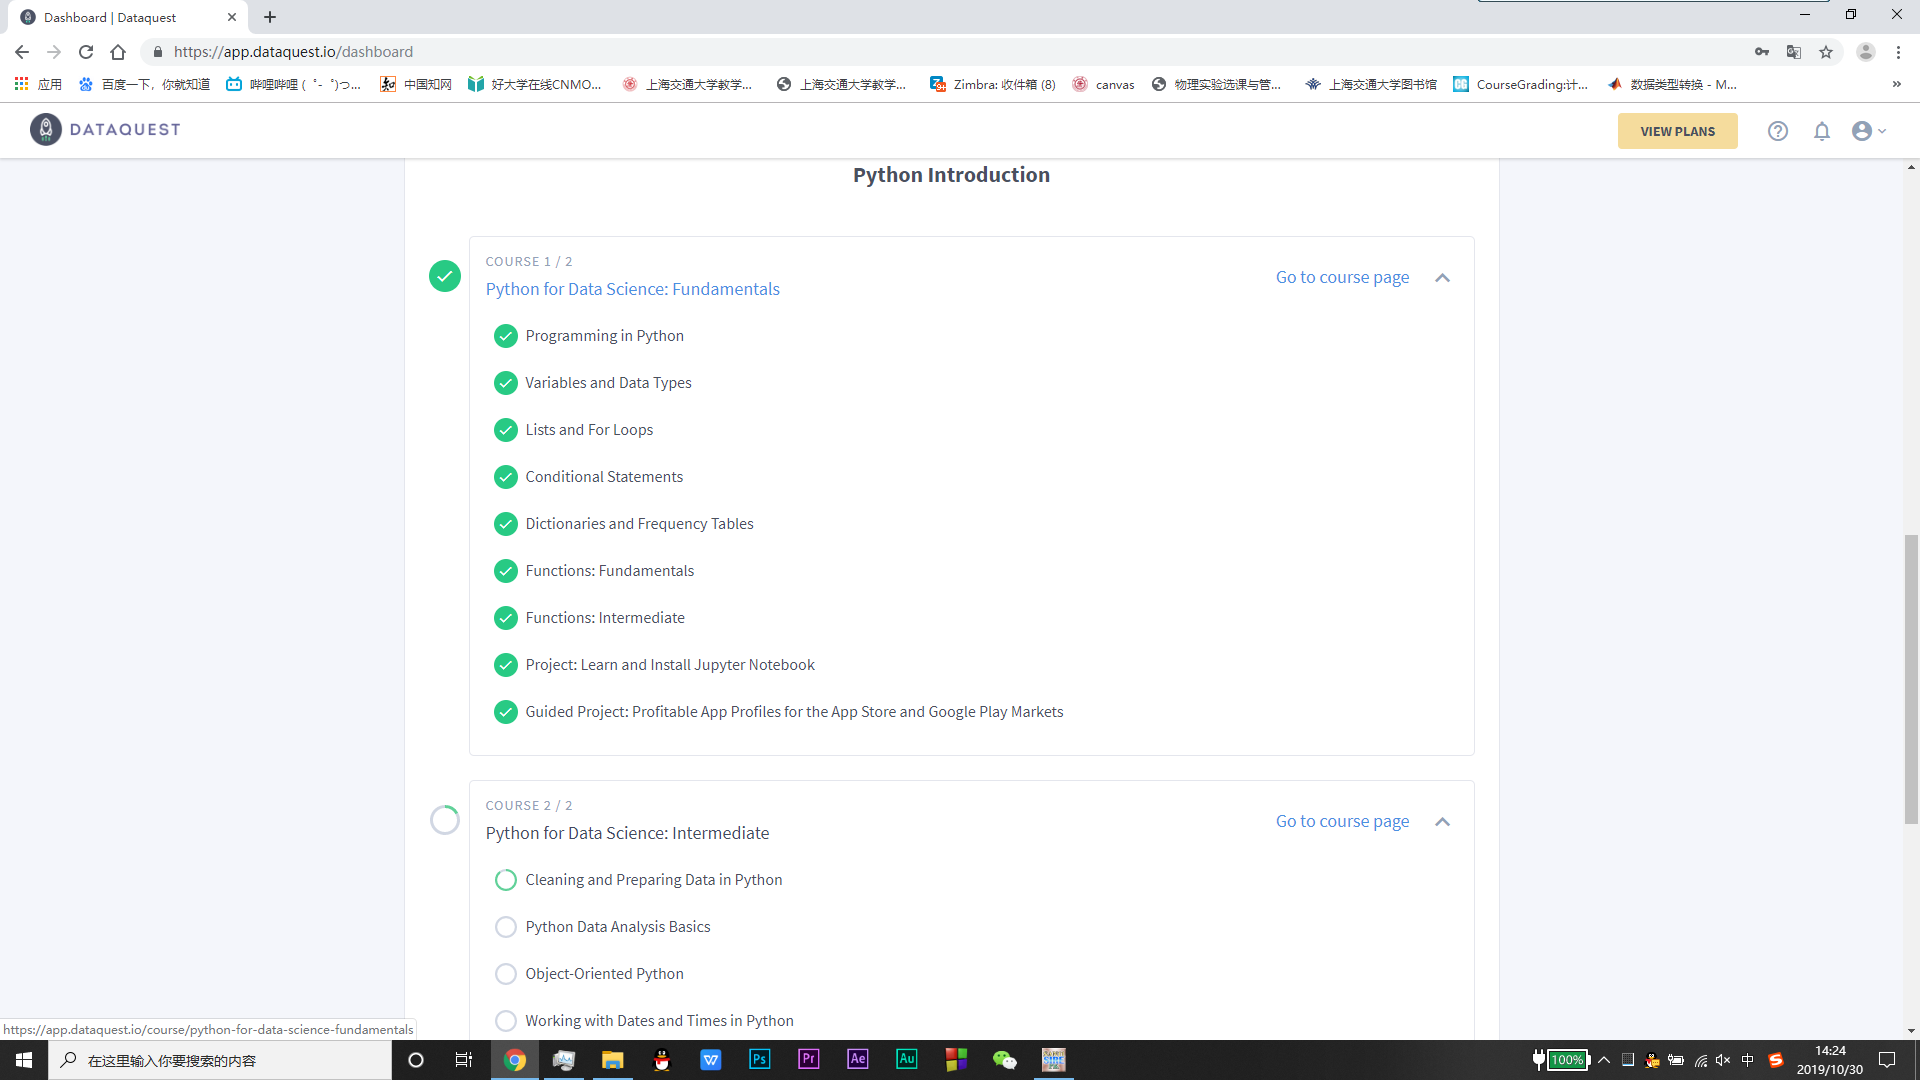 Dashboard | Dataquest
https://app.dataquest.io/dashboard
应用
百度一下，你就知道
哔哩哔哩 ( ゜- ゜)つ...
中国知网
好大学在线CNMO...
上海交通大学教学...
上海交通大学教学...
Zimbra: 收件箱 (8)
canvas
物理实验选课与管...
上海交通大学图书馆
CourseGrading:计...
数据类型转换 - M...
DATAQUEST
VIEW PLANS
Python Introduction
COURSE 1 / 2
Python for Data Science: Fundamentals
Go to course page
Programming in Python
Variables and Data Types
Lists and For Loops
Conditional Statements
Dictionaries and Frequency Tables
Functions: Fundamentals
Functions: Intermediate
Project: Learn and Install Jupyter Notebook
Guided Project: Profitable App Profiles for the App Store and Google Play Markets
COURSE 2 / 2
Python for Data Science: Intermediate
Go to course page
Cleaning and Preparing Data in Python
Python Data Analysis Basics
Object-Oriented Python
Working with Dates and Times in Python
https://app.dataquest.io/course/python-for-data-science-fundamentals
在这里输入你要搜索的内容
Ps
Pr
Ae
Au
100%
中
14:24
2019/10/30